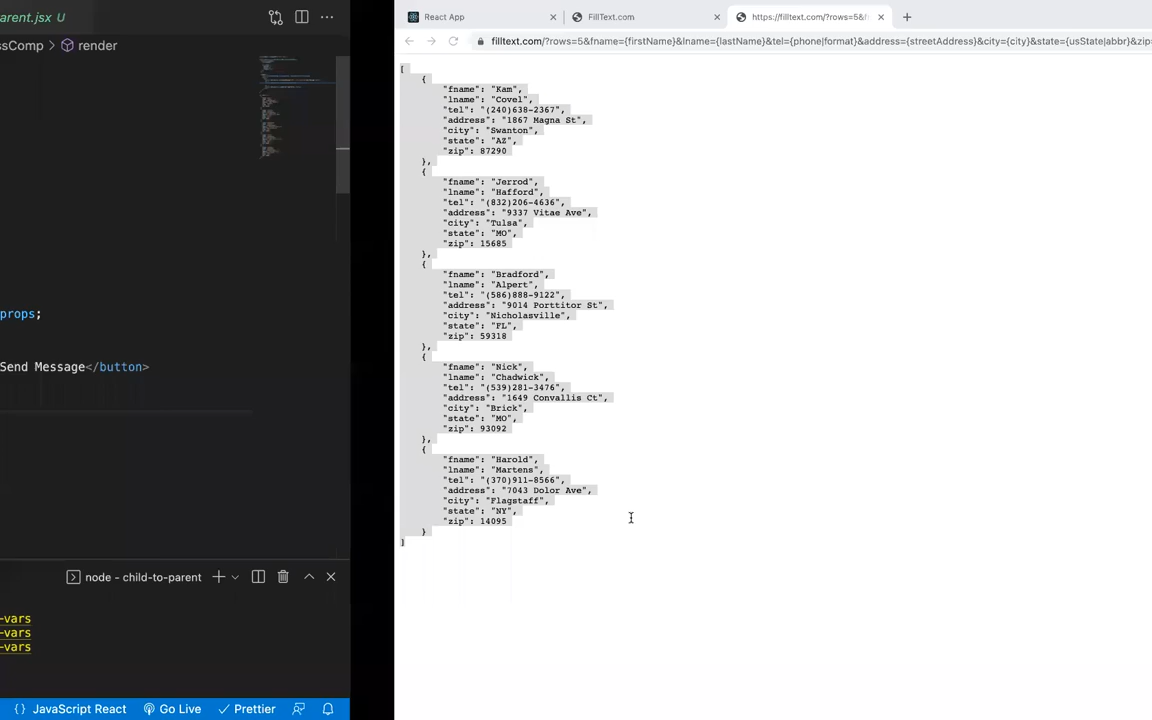 arent.jsx U
ssComp > render
props;
Send Message</button>
node - child-to-parent
-vars
-vars
-vars
{} JavaScript React Go Live Prettier
React App
FillText.com
https://filltext.com/?rows=5&f
filltext.com/?rows=5&fname={firstName}&lname={lastName}&tel={phone|format}&address={streetAddress}&city={city}&state={usState|abbr}&zip=
[
{
"fname": "Kam",
"lname": "Covel",
"tel": "(240)638-2367",
"address": "1867 Magna St",
"city": "Swanton",
"state": "AZ",
"zip": 87290
},
{
"fname": "Jerrod",
"lname": "Hafford",
"tel": "(832)206-4636",
"address": "9337 Vitae Ave",
"city": "Tulsa",
"state": "MO",
"zip": 15685
},
{
"fname": "Bradford",
"lname": "Alpert",
"tel": "(586)888-9122",
"address": "9014 Porttitor St",
"city": "Nicholasville",
"state": "FL",
"zip": 59318
},
{
"fname": "Nick",
"lname": "Chadwick",
"tel": "(539)281-3476",
"address": "1649 Convallis Ct",
"city": "Brick",
"state": "MO",
"zip": 93092
},
{
"fname": "Harold",
"lname": "Martens",
"tel": "(370)911-8566",
"address": "7043 Dolor Ave",
"city": "Flagstaff",
"state": "NY",
"zip": 14095
}
]